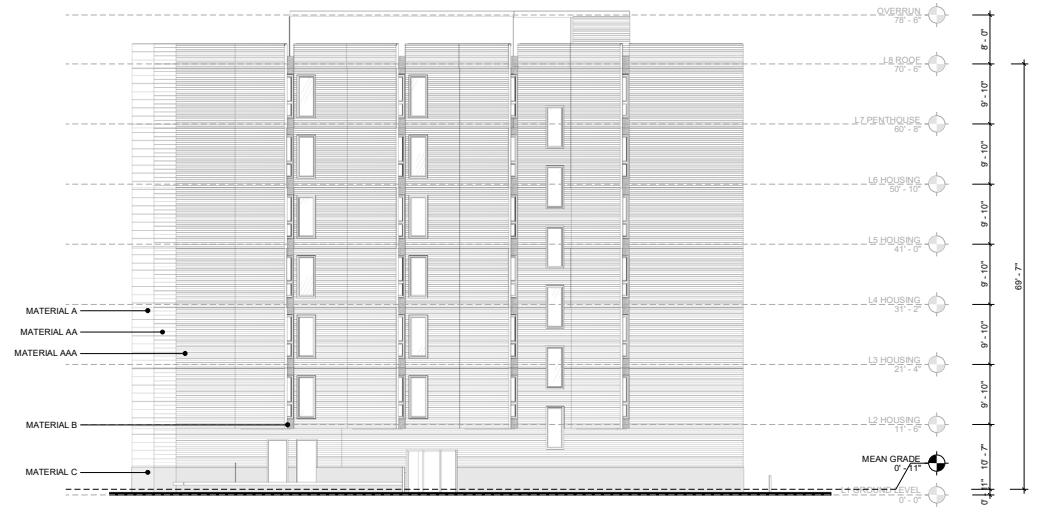 OVERRUN
78' - 6"
8' - 0"
L8 ROOF
70' - 6"
9' - 10"
L7 PENTHOUSE
60' - 8"
9' - 10"
L6 HOUSING
50' - 10"
9' - 10"
L5 HOUSING
41' - 0"
9' - 10"
69' - 7"
L4 HOUSING
31' - 2"
MATERIAL A
MATERIAL AA
9' - 10"
MATERIAL AAA
L3 HOUSING
21' - 4"
9' - 10"
MATERIAL B
L2 HOUSING
11' - 6"
10' - 7"
MEAN GRADE
0' - 11"
MATERIAL C
L1 GROUND LEVEL
0' - 0"
0' - 11"